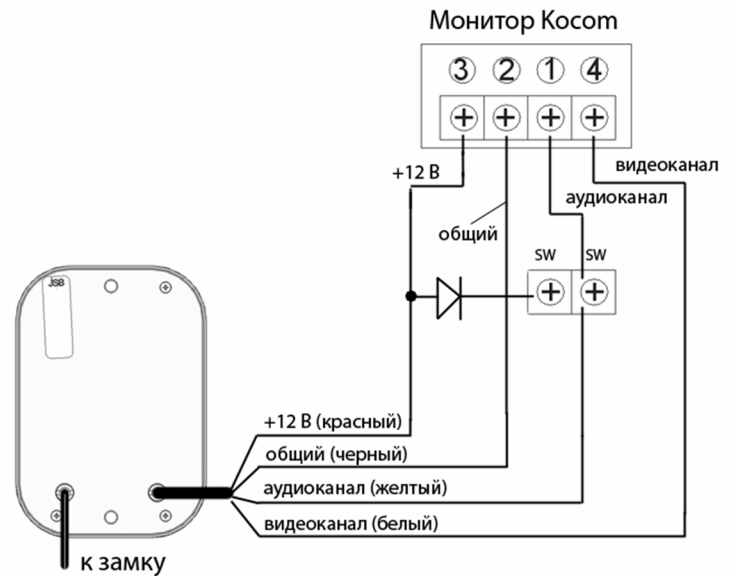 Монитор Kocom
3 2 1 4
видеоканал
+12 В
аудиоканал
общий
SW SW
JSB
+12 В (красный)
общий (черный)
аудиоканал (желтый)
видеоканал (белый)
к замку